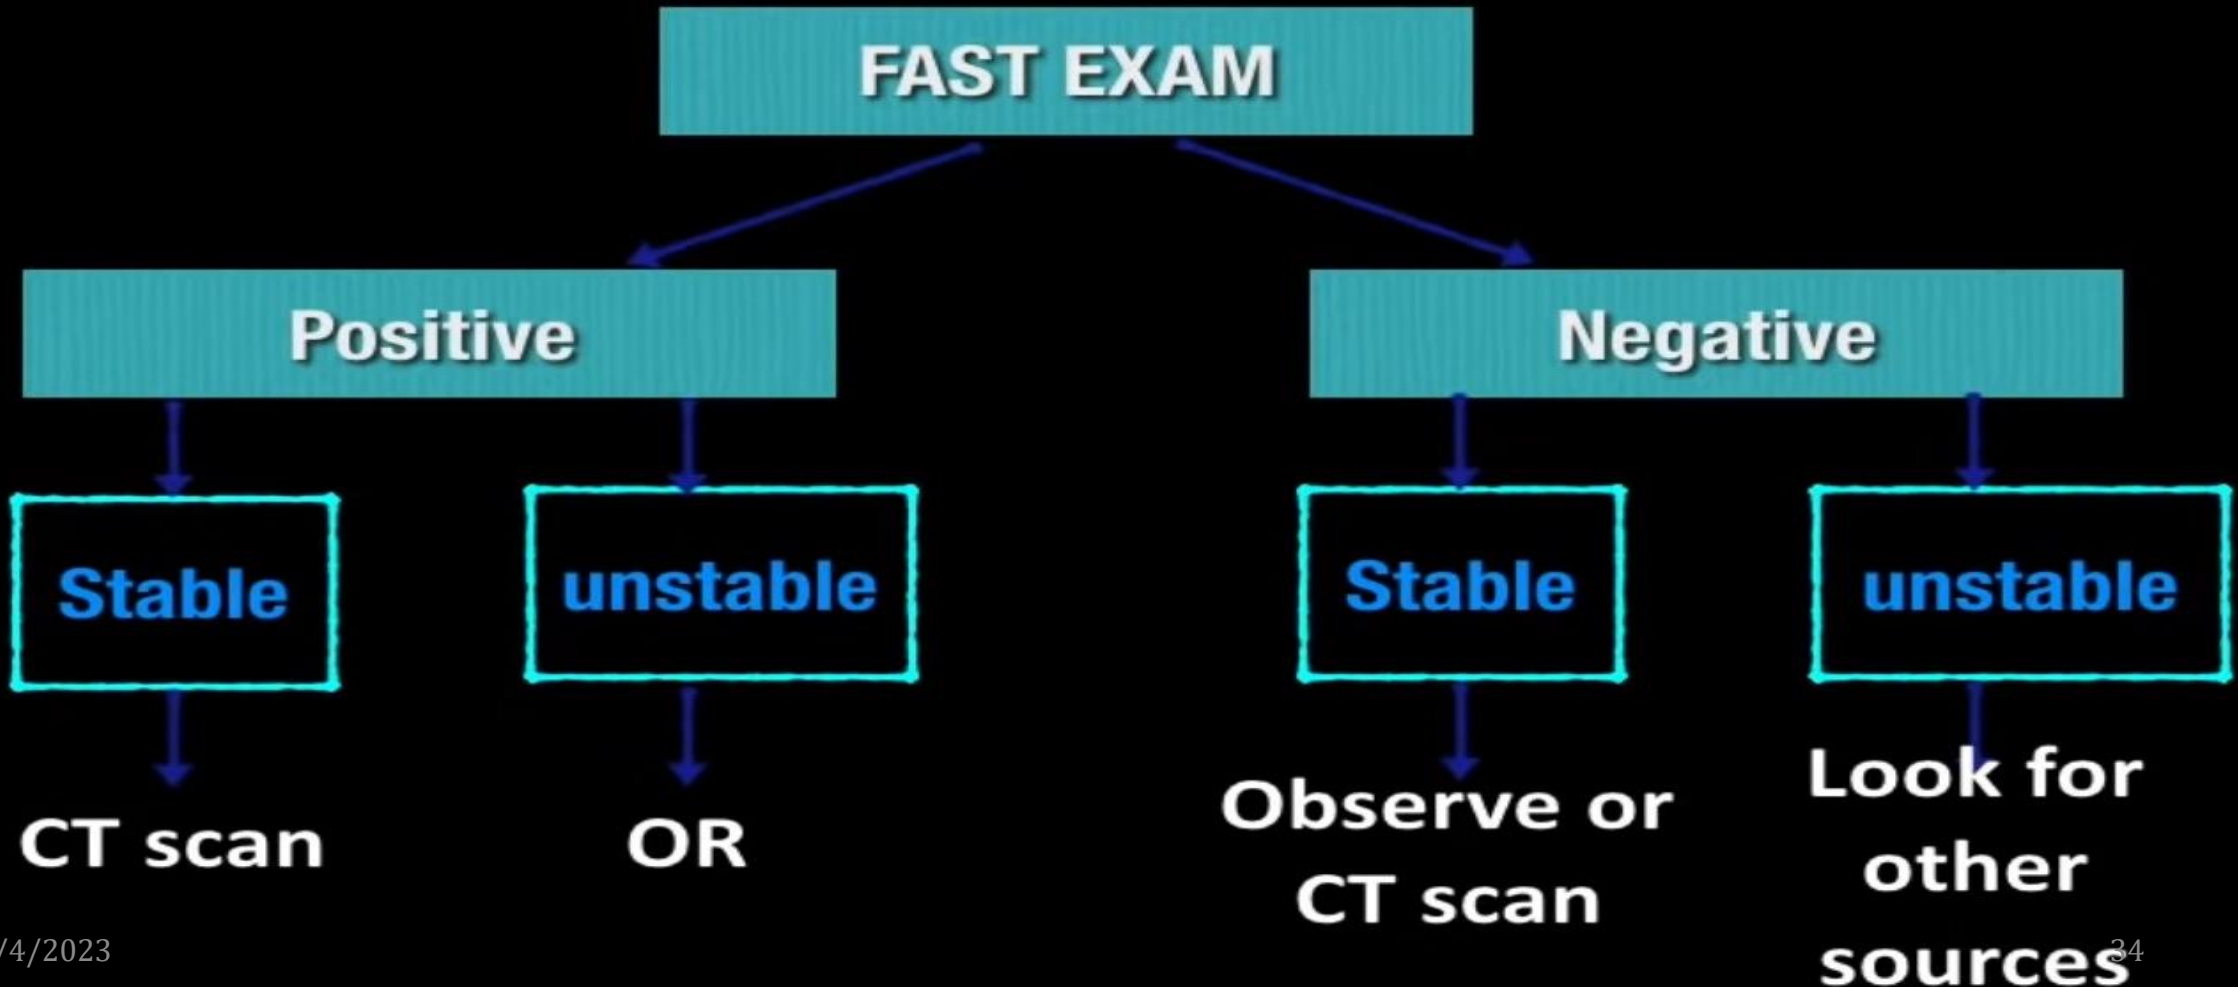 FAST EXAM
Positive
Negative
Stable
unstable
Stable
unstable
CT scan
OR
Observe or
CT scan
Look for
other
sources
/4/2023
34